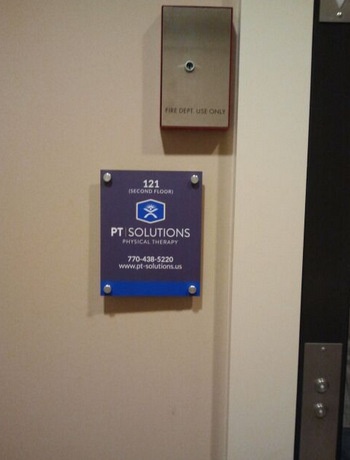 FIRE DEPT. USE ONLY
121
(SECOND FLOOR)
PT | SOLUTIONS
PHYSICAL THERAPY
770-438-5220
www.pt-solutions.us